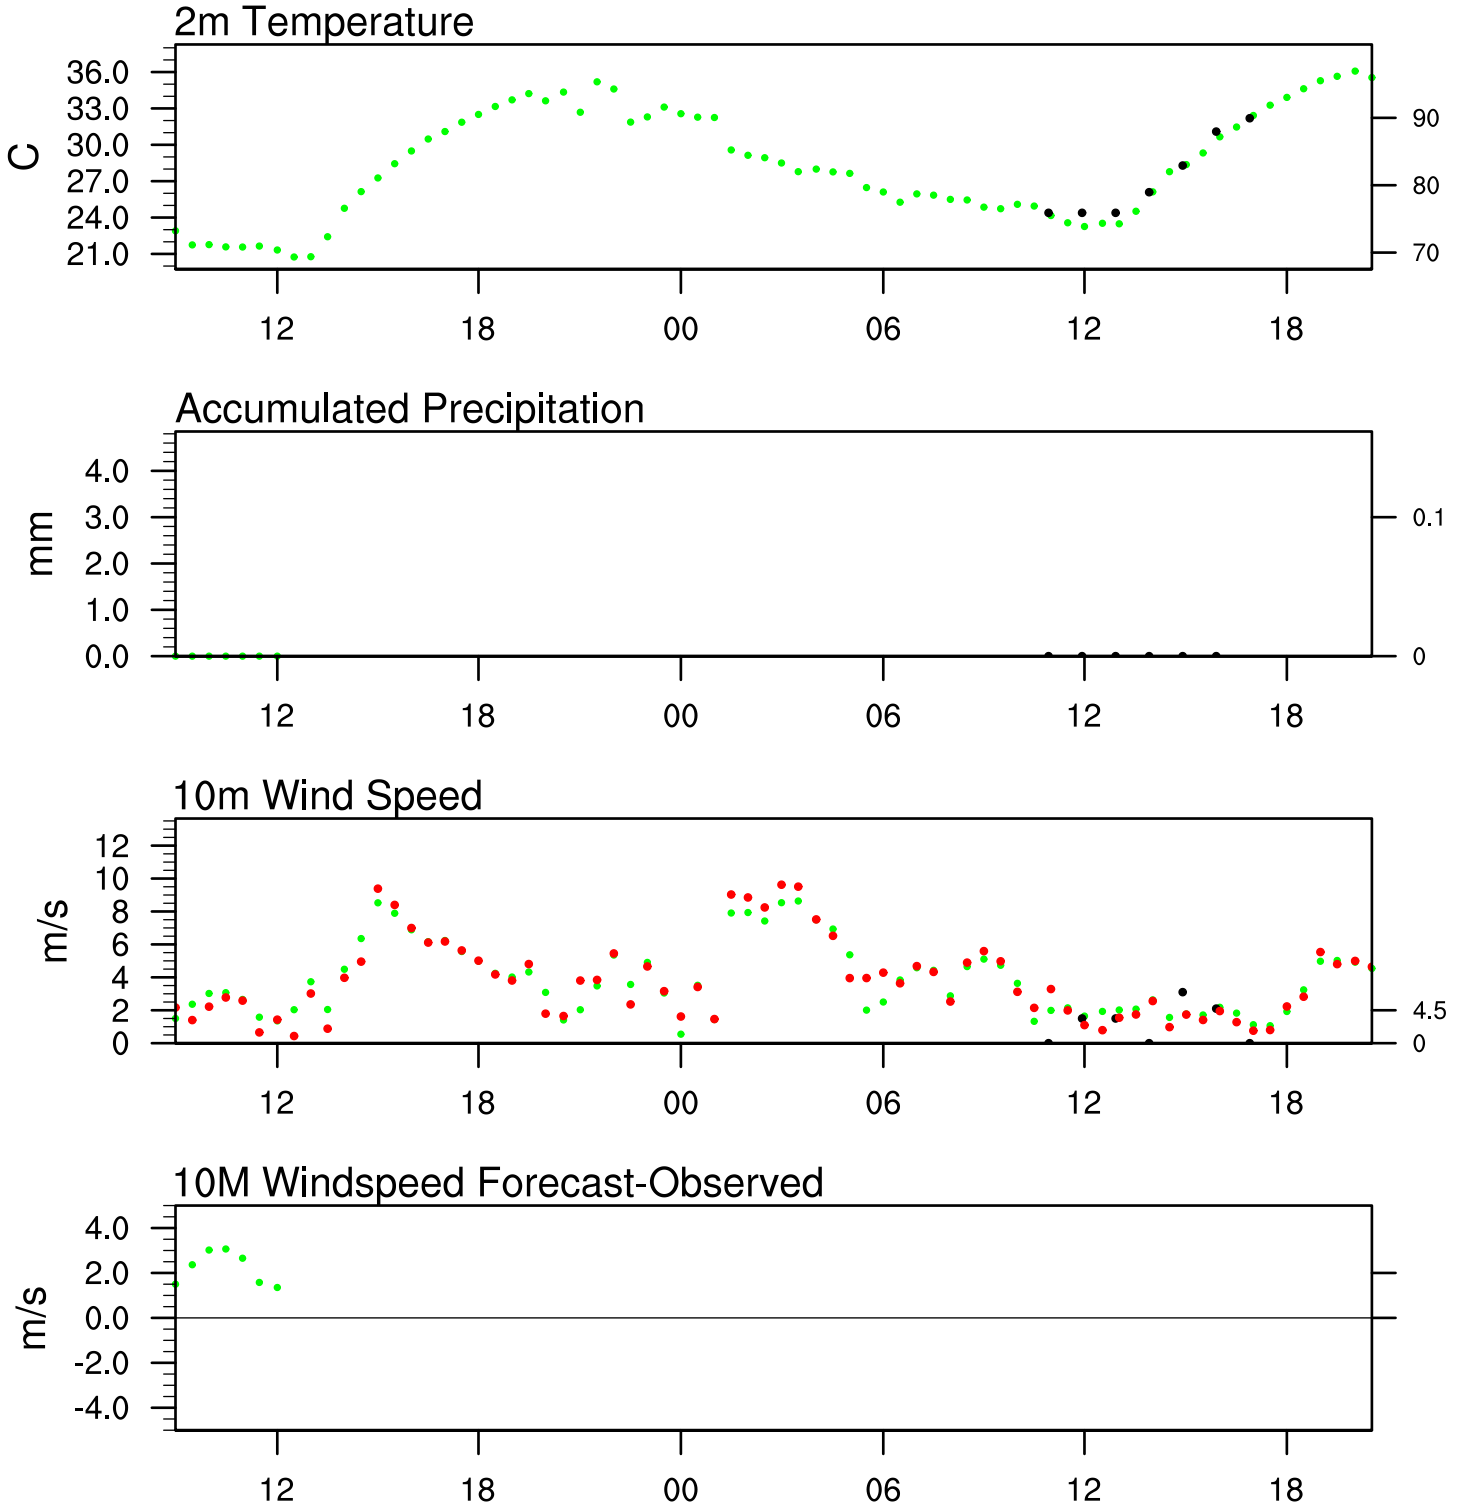 2m Temperature
36.0
33.0
90
30.0
C
27.0
80
24.0
21.0
70
12 18 00 06 12 18
Accumulated Precipitation
4.0
3.0
0.1
mm
2.0
1.0
0.0
0
12 18 00 06 12 18
10m Wind Speed
12
10
8
m/s
6
4
2
4.5
0
0
12 18 00 06 12 18
10M Windspeed Forecast-Observed
4.0
2.0
m/s
0.0
-2.0
-4.0
12 18 00 06 12 18